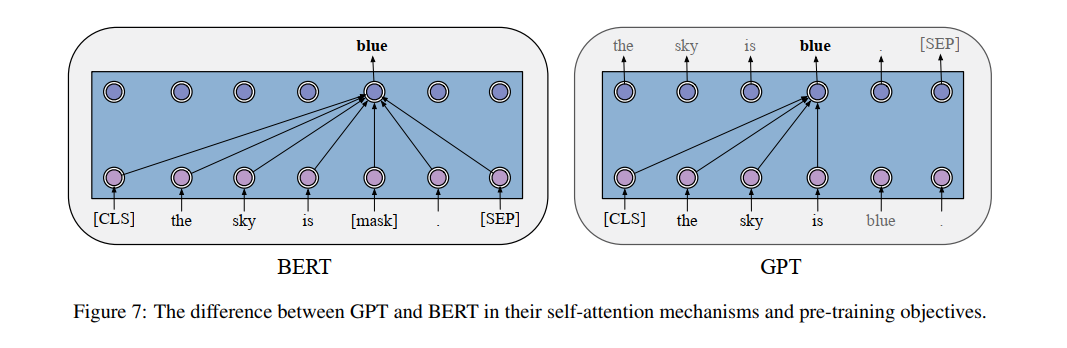 blue
[CLS] the sky is [mask] . [SEP]
BERT
the sky is blue . [SEP]
[CLS] the sky is blue .
GPT
Figure 7: The difference between GPT and BERT in their self-attention mechanisms and pre-training objectives.